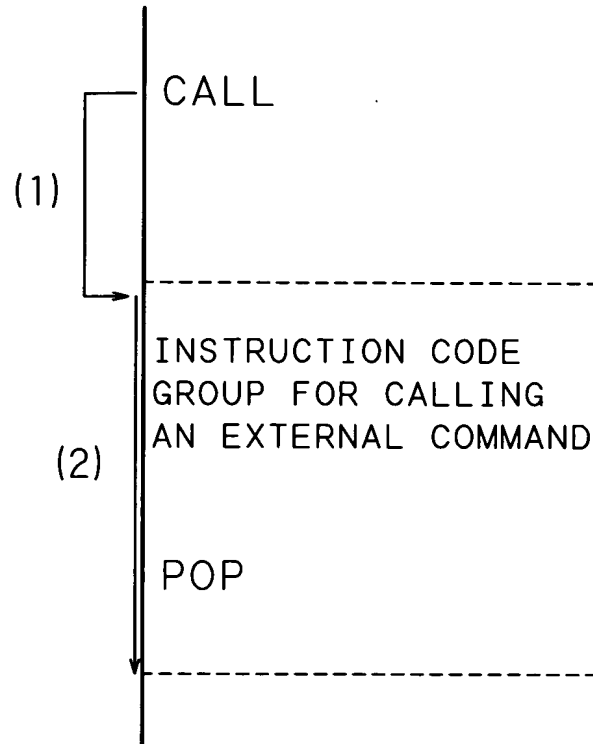 CALL
(1)
INSTRUCTION CODE
GROUP FOR CALLING
AN EXTERNAL COMMAND
(2)
POP